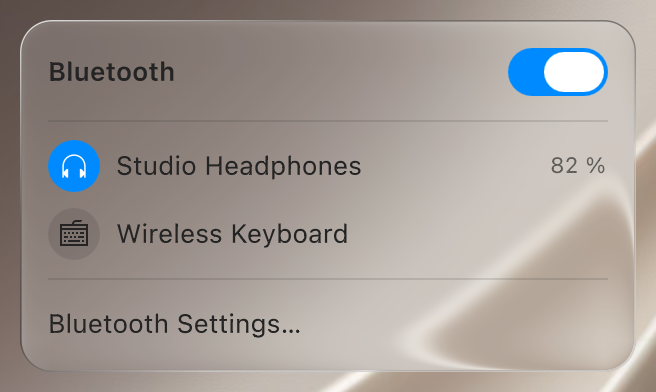 Bluetooth
Studio Headphones 82 %
Wireless Keyboard
Bluetooth Settings...